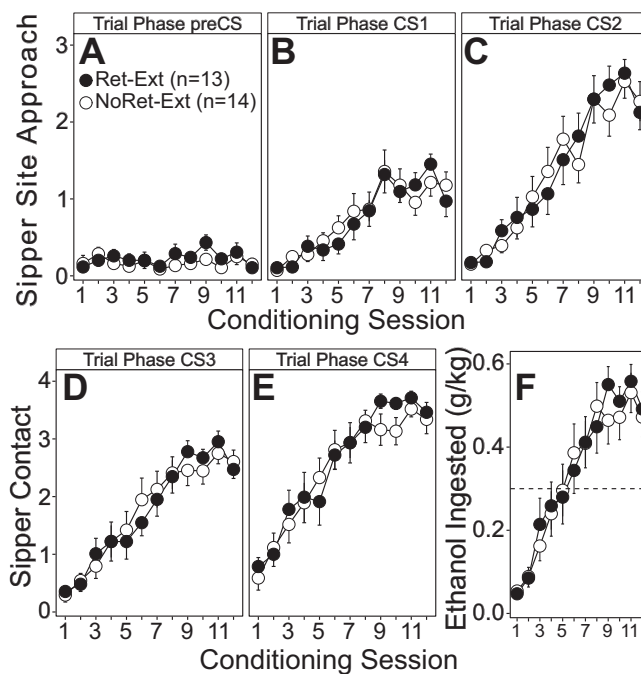 Trial Phase preCS
Trial Phase CS1
Trial Phase CS2
A
B
C
Ret-Ext (n=13)
NoRet-Ext (n=14)
Sipper Site Approach
3
2
1
0
1 3 5 7 9 11
1 3 5 7 9 11
1 3 5 7 9 11
Conditioning Session
Trial Phase CS3
Trial Phase CS4
D
E
F
Sipper Contact
4
3
2
1
0
1 3 5 7 9 11
1 3 5 7 9 11
Conditioning Session
Ethanol Ingested (g/kg)
0.6
0.4
0.2
0.0
1 3 5 7 9 11